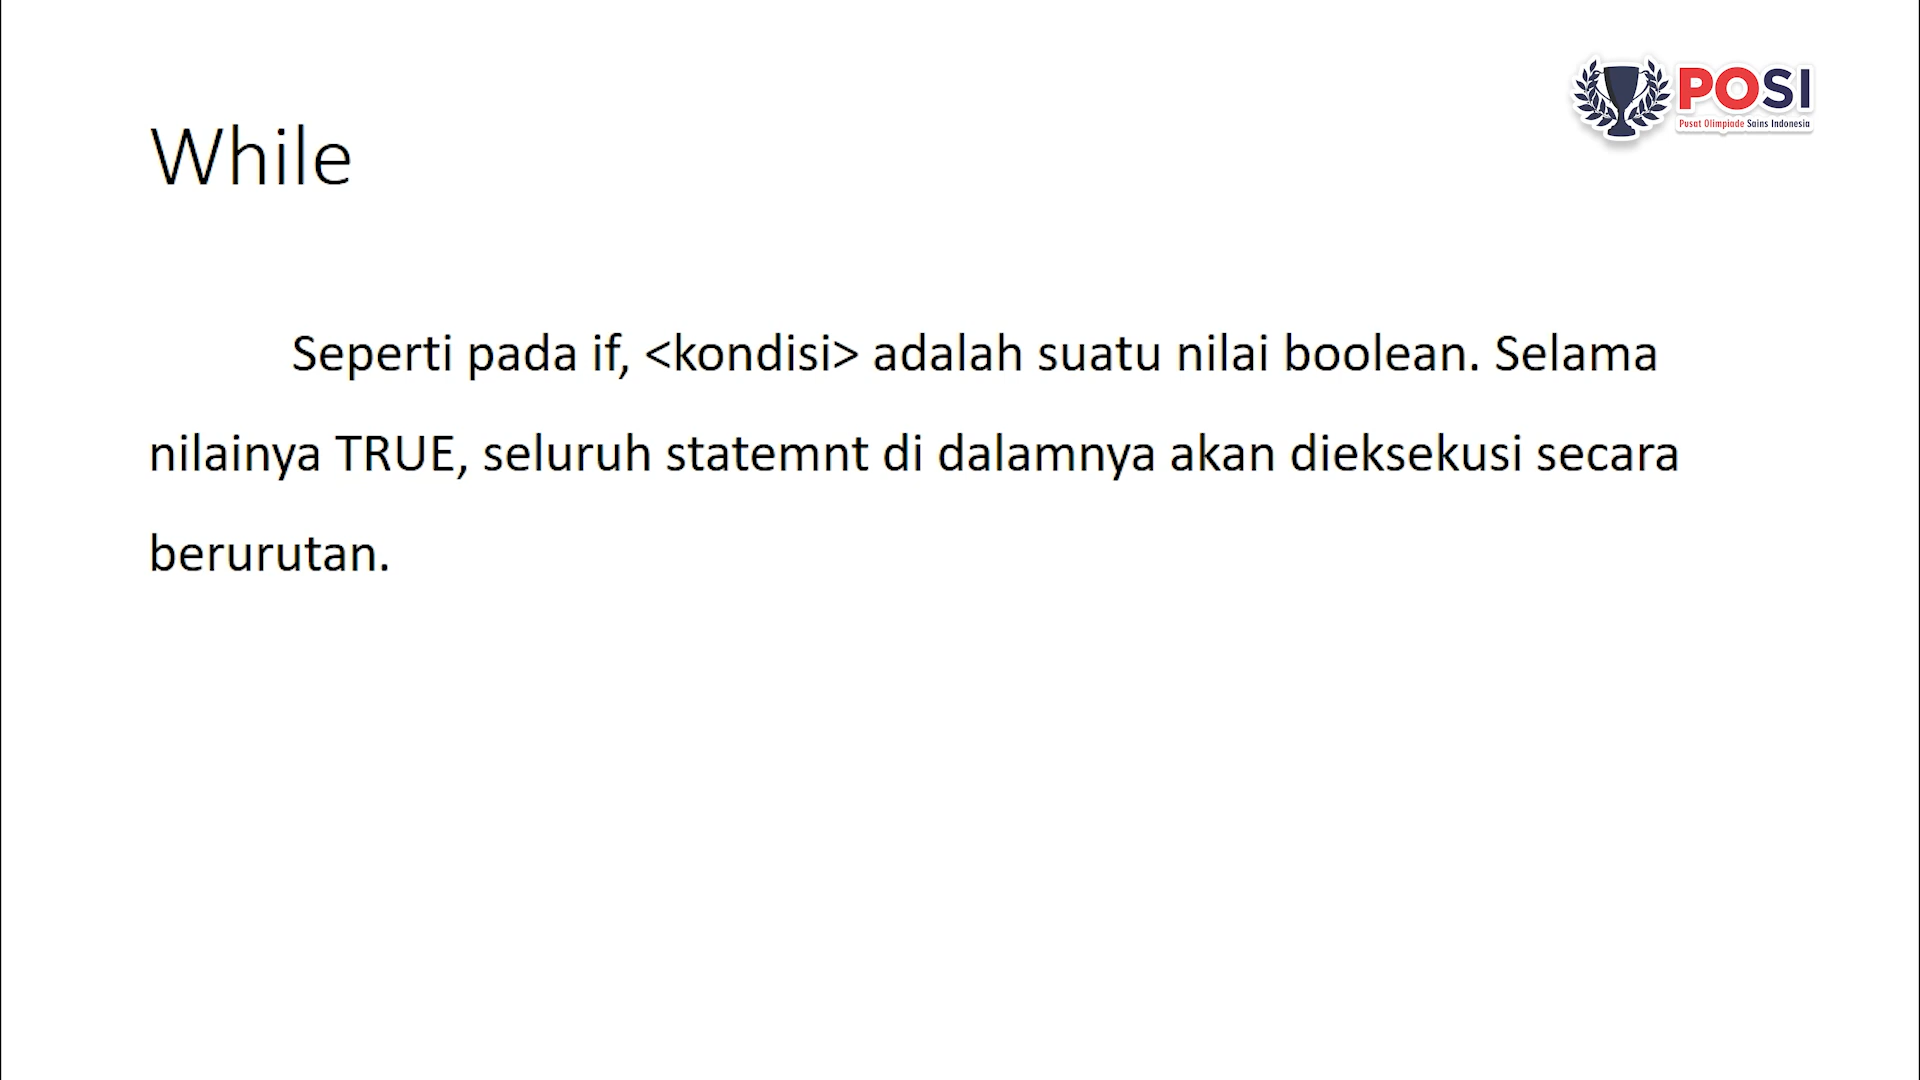 POSI
Pusat Olimpiade Sains Indonesia
While
Seperti pada if, <kondisi> adalah suatu nilai boolean. Selama
nilainya TRUE, seluruh statemnt di dalamnya akan dieksekusi secara
berurutan.